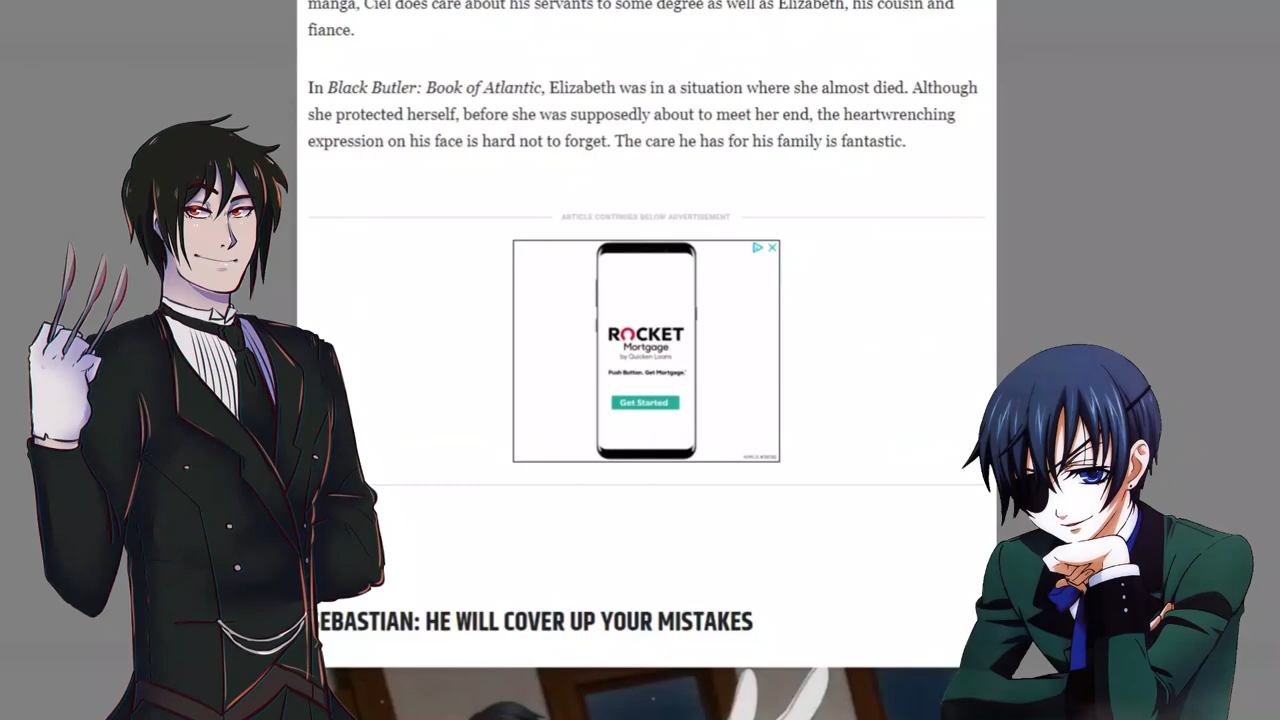 manga, Ciel does care about his servants to some degree as well as Elizabeth, his cousin and
fiance.
In Black Butler: Book of Atlantic, Elizabeth was in a situation where she almost died. Although
she protected herself, before she was supposedly about to meet her end, the heartwrenching
expression on his face is hard not to forget. The care he has for his family is fantastic.
ARTICLE CONTINUES BELOW ADVERTISEMENT
ROCKET
Mortgage
by Quicken Loans
Push Button. Get Mortgage.
Get Started
EBASTIAN: HE WILL COVER UP YOUR MISTAKES